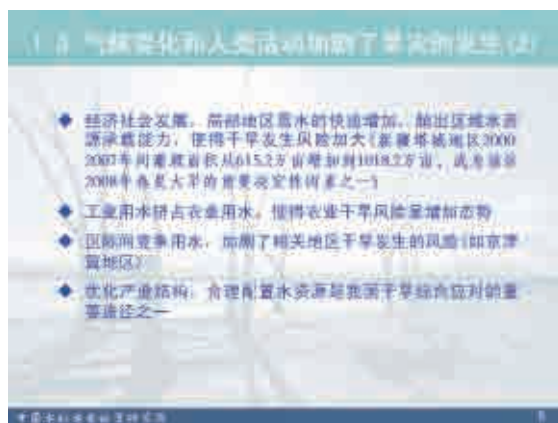 1.3 气候变化和人类活动加剧了旱灾的发生(2)
经济社会发展，局部地区需水的快速增加，超出区域水资
源承载能力，使得干旱发生风险加大(新疆塔城地区2000
2007年间灌溉面积从615.2万亩增加到1018.2万亩，成为该区
2008年春夏大旱的重要决定性因素之一)
工业用水挤占农业用水，使得农业干旱风险呈增加态势
区际间竞争用水，加剧了相关地区干旱发生的风险(如京津
冀地区)
优化产业结构，合理配置水资源是我国干旱综合应对的重
要途径之一